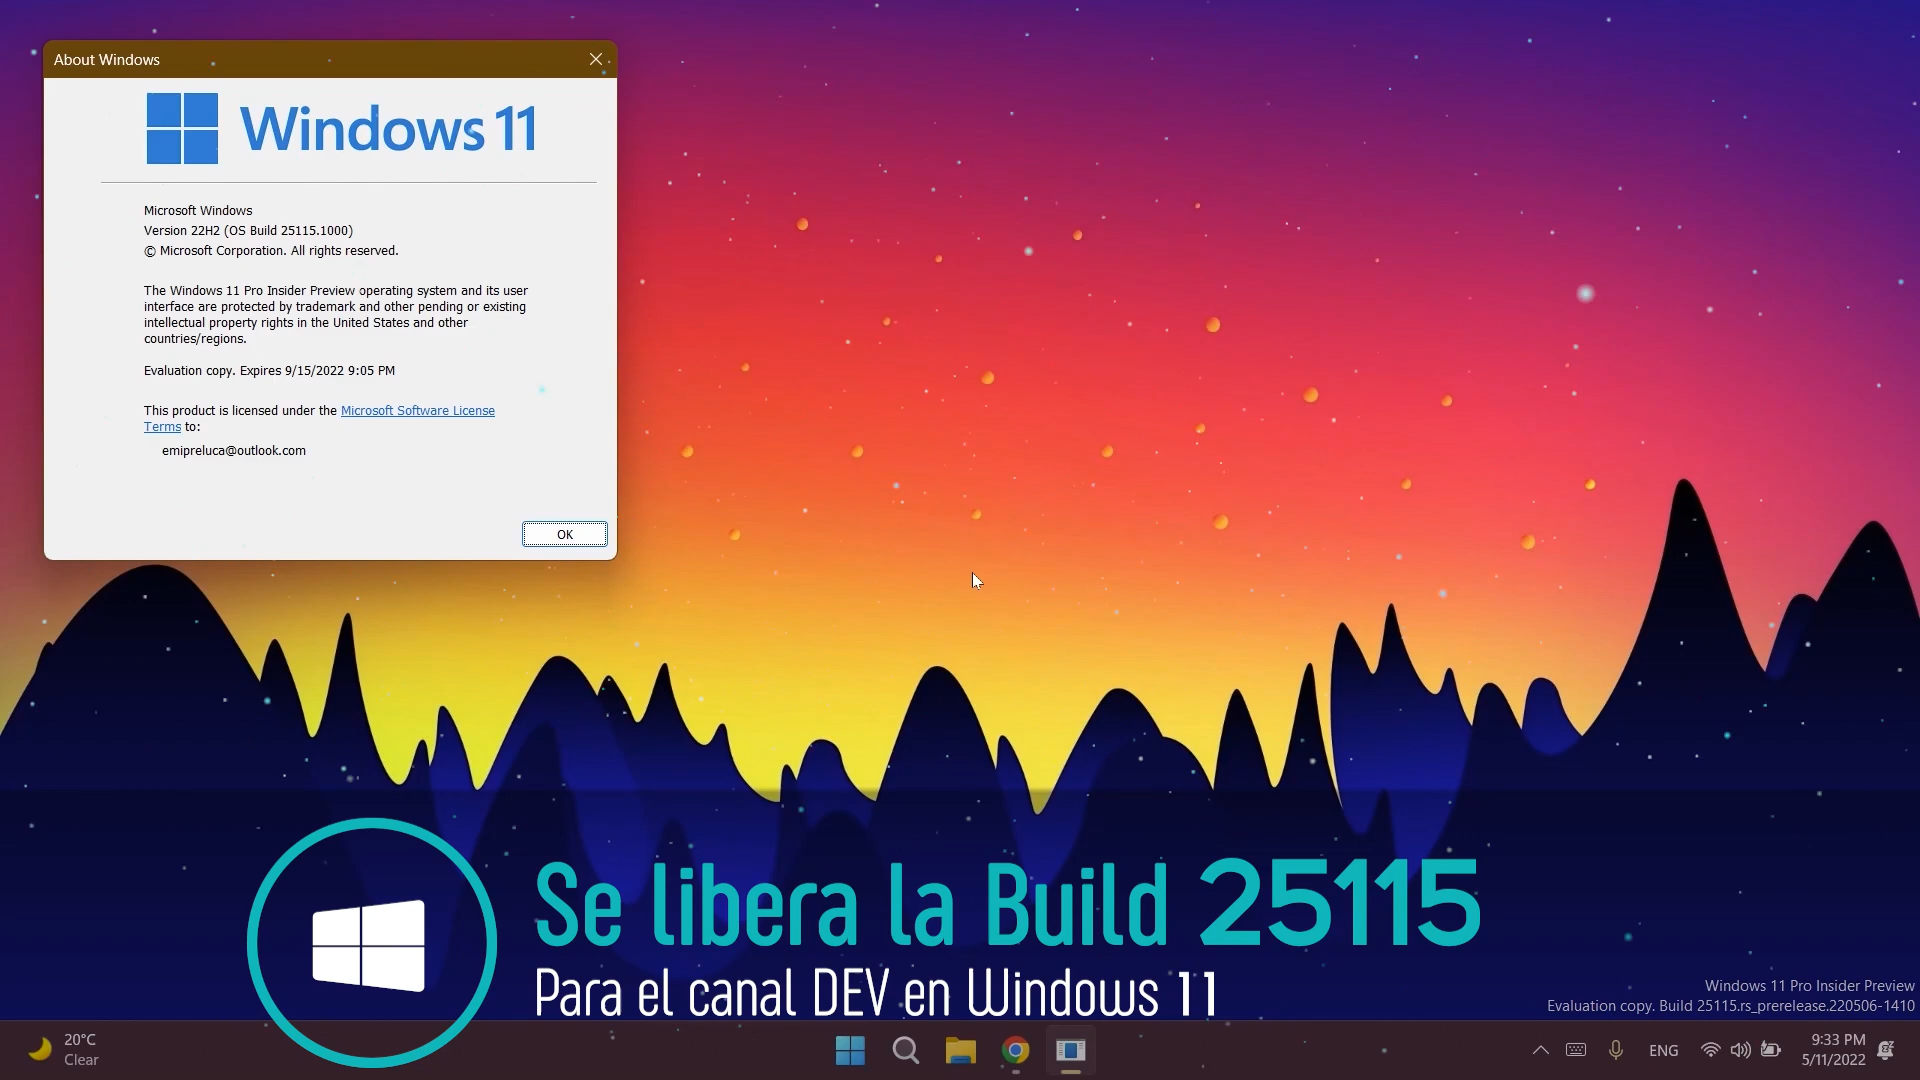 About Windows
Windows 11
Microsoft Windows
Version 22H2 (OS Build 25115.1000)
© Microsoft Corporation. All rights reserved.
The Windows 11 Pro Insider Preview operating system and its user
interface are protected by trademark and other pending or existing
intellectual property rights in the United States and other
countries/regions.
Evaluation copy. Expires 9/15/2022 9:05 PM
This product is licensed under the Microsoft Software License
Terms to:
emipreluca@outlook.com
OK
Se libera la Build 25115
Para el canal DEV en Windows 11
Windows 11 Pro Insider Preview
Evaluation copy. Build 25115.rs_prerelease.220506-1410
20°C
Clear
ENG
9:33 PM
5/11/2022